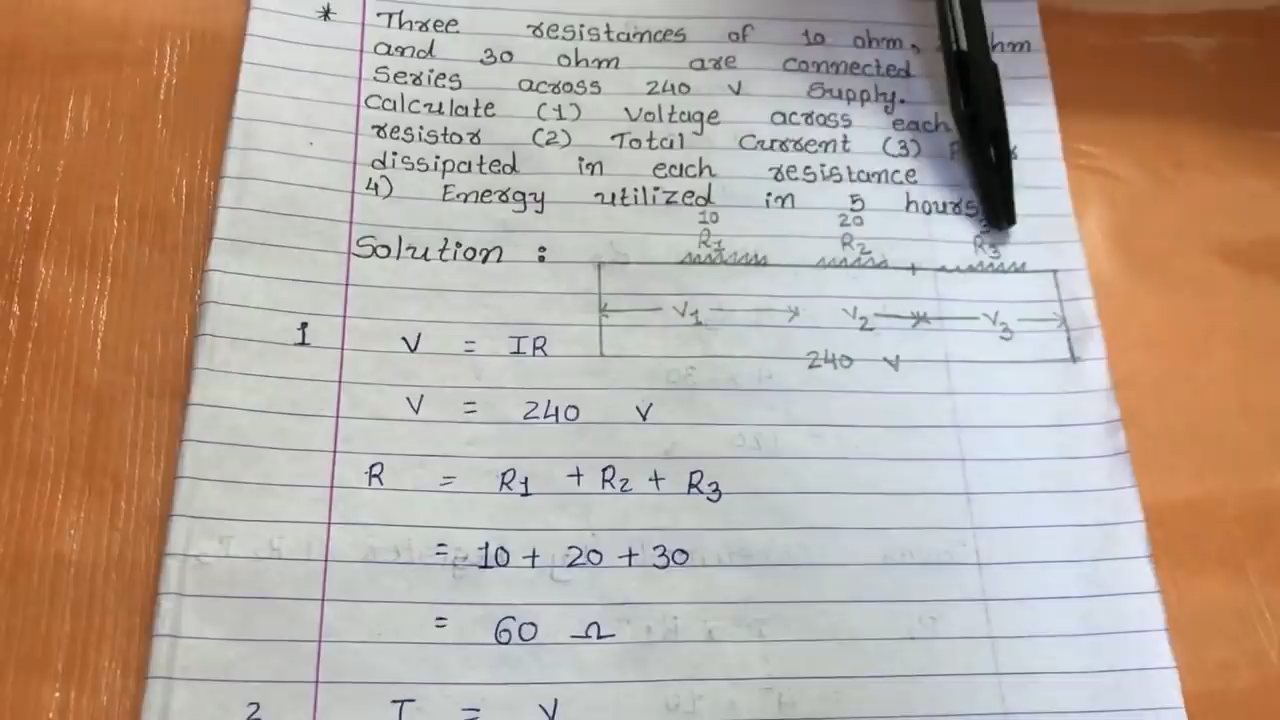 * Three resistances of 10 ohm,
and 30 ohm are connected
Series across 240 V Supply.
Calculate (1) Voltage across each
resistor (2) Total Current (3)
dissipated in each resistance
4) Energy utilized in 5 hours
10 20
Solution : R1 R2 R3
V1 V2 V3
1 V = IR
240 V
V = 240 V
R = R1 + R2 + R3
= 10 + 20 + 30
= 60 Ω
2 I = V